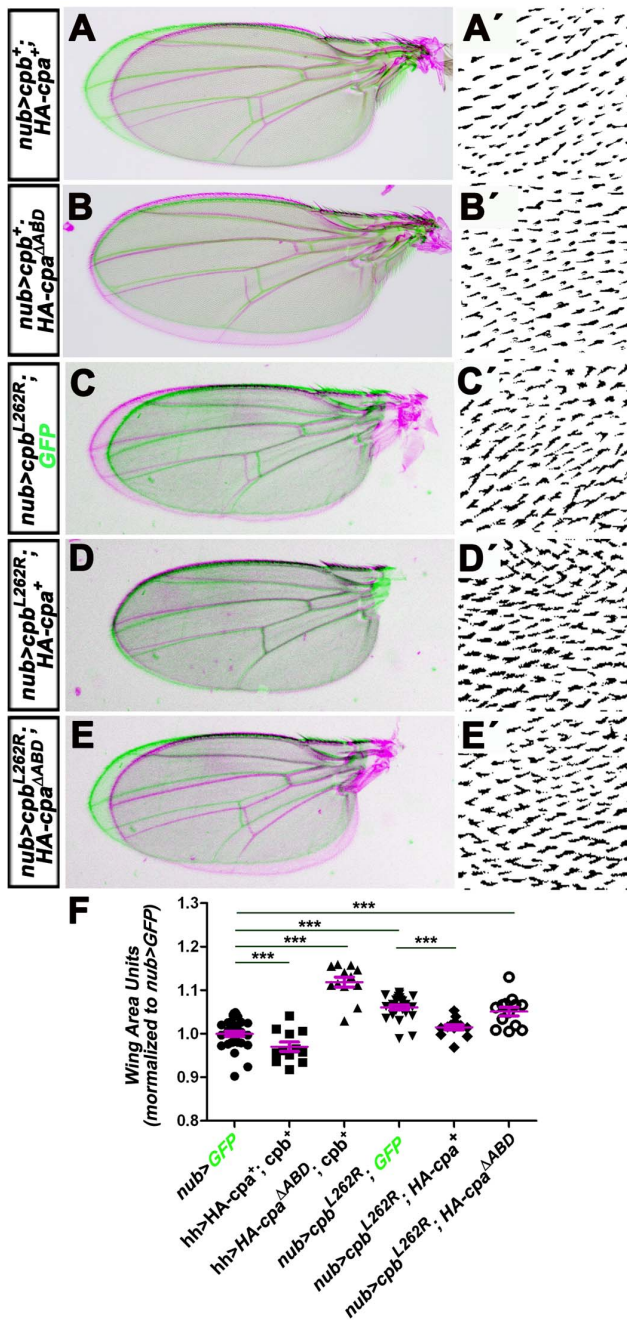 nub>cpb+;
HA-cpa+
A
A´
nub>cpb+;
HA-cpaΔABD
B
B´
nub>cpbL262R;
GFP
C
C´
nub>cpbL262R;
HA-cpa+
D
D´
nub>cpbL262R;
HA-cpaΔABD
E
E´
F
Wing Area Units
(mormalized to nub>GFP)
1.3
1.2
1.1
1.0
0.9
0.8
***
***
***
***
***
nub>GFP
hh>HA-cpa+; cpb+
hh>HA-cpaΔABD; cpb+
nub>cpbL262R; GFP
nub>cpbL262R; HA-cpa+
nub>cpbL262R; HA-cpaΔABD